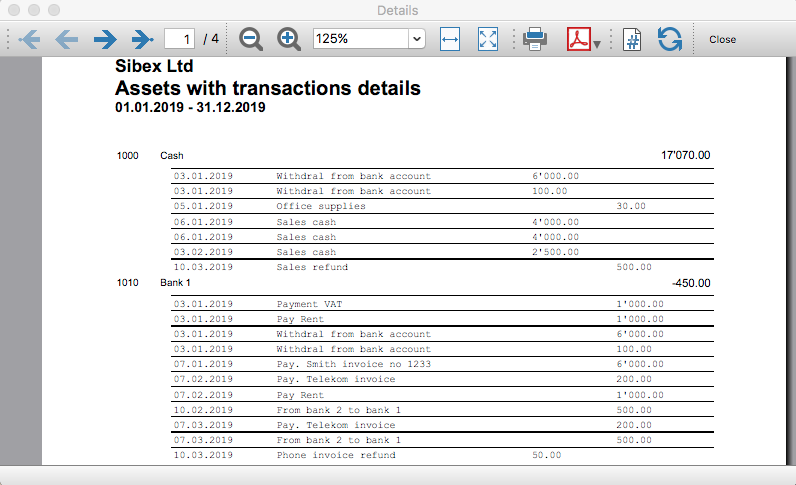 Details
1 / 4 125% Close
Sibex Ltd
Assets with transactions details
01.01.2019 - 31.12.2019
1000 Cash 17'070.00
03.01.2019 Withdral from bank account 6'000.00
03.01.2019 Withdral from bank account 100.00
05.01.2019 Office supplies 30.00
06.01.2019 Sales cash 4'000.00
06.01.2019 Sales cash 4'000.00
03.02.2019 Sales cash 2'500.00
10.03.2019 Sales refund 500.00
1010 Bank 1 -450.00
03.01.2019 Payment VAT 1'000.00
03.01.2019 Pay Rent 1'000.00
03.01.2019 Withdral from bank account 6'000.00
03.01.2019 Withdral from bank account 100.00
07.01.2019 Pay. Smith invoice no 1233 6'000.00
07.02.2019 Pay. Telekom invoice 200.00
07.02.2019 Pay Rent 1'000.00
10.02.2019 From bank 2 to bank 1 500.00
07.03.2019 Pay. Telekom invoice 200.00
07.03.2019 From bank 2 to bank 1 500.00
10.03.2019 Phone invoice refund 50.00